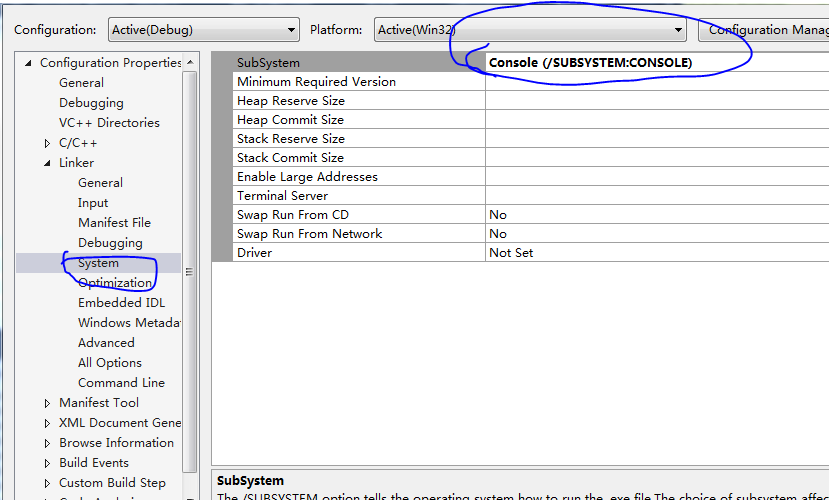 Configuration: Active(Debug) Platform: Active(Win32) Configuration Manag
Configuration Properties
General
Debugging
VC++ Directories
C/C++
Linker
General
Input
Manifest File
Debugging
System
Optimization
Embedded IDL
Windows Metadat
Advanced
All Options
Command Line
Manifest Tool
XML Document Gene
Browse Information
Build Events
Custom Build Step
SubSystem Console (/SUBSYSTEM:CONSOLE)
Minimum Required Version
Heap Reserve Size
Heap Commit Size
Stack Reserve Size
Stack Commit Size
Enable Large Addresses
Terminal Server
Swap Run From CD No
Swap Run From Network No
Driver Not Set
SubSystem
The /SUBSYSTEM option tells the operating system how to run the .exe file.The choice of subsystem affec